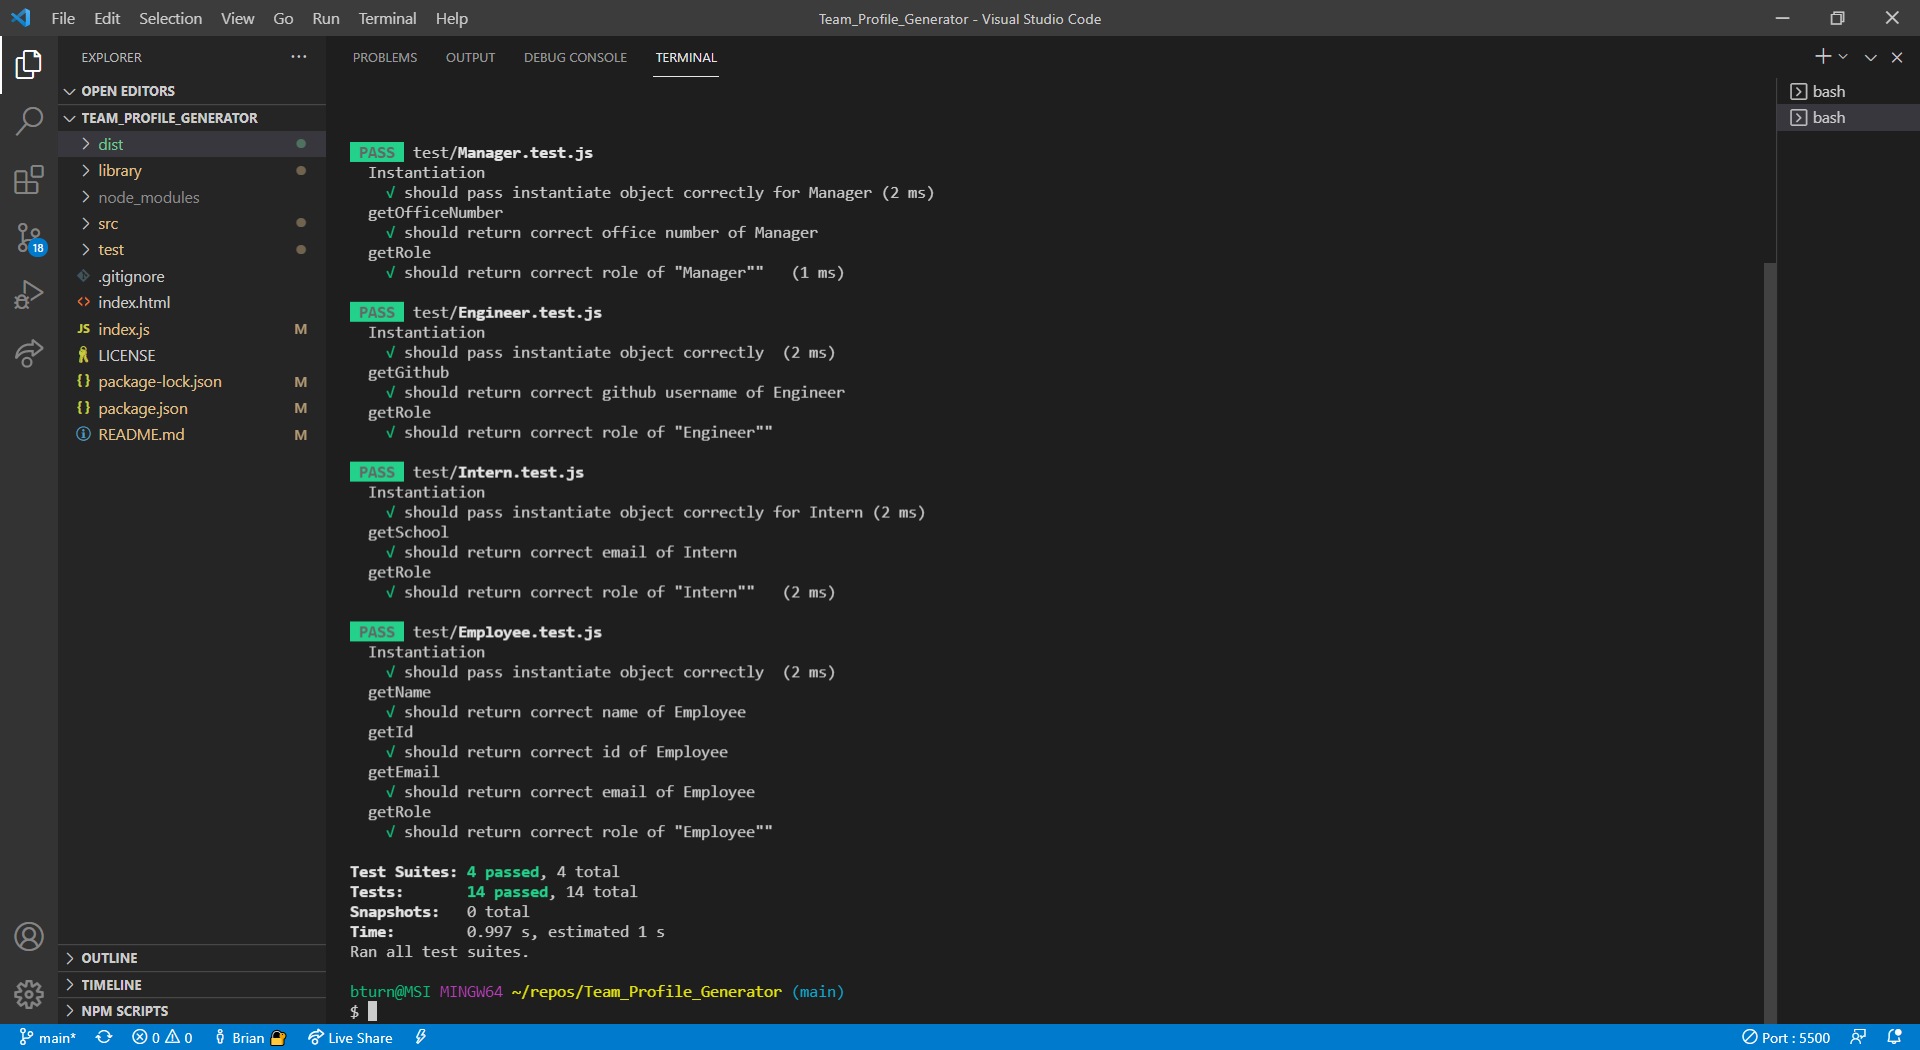 File Edit Selection View Go Run Terminal Help
Team_Profile_Generator - Visual Studio Code
EXPLORER
OPEN EDITORS
TEAM_PROFILE_GENERATOR
dist
library
node_modules
src
test
.gitignore
index.html
JS index.js M
LICENSE
{} package-lock.json M
{} package.json M
README.md M
18
OUTLINE
TIMELINE
NPM SCRIPTS
PROBLEMS OUTPUT DEBUG CONSOLE TERMINAL
bash
bash
PASS test/Manager.test.js
Instantiation
√ should pass instantiate object correctly for Manager (2 ms)
getOfficeNumber
√ should return correct office number of Manager
getRole
√ should return correct role of "Manager"" (1 ms)
PASS test/Engineer.test.js
Instantiation
√ should pass instantiate object correctly (2 ms)
getGithub
√ should return correct github username of Engineer
getRole
√ should return correct role of "Engineer""
PASS test/Intern.test.js
Instantiation
√ should pass instantiate object correctly for Intern (2 ms)
getSchool
√ should return correct email of Intern
getRole
√ should return correct role of "Intern"" (2 ms)
PASS test/Employee.test.js
Instantiation
√ should pass instantiate object correctly (2 ms)
getName
√ should return correct name of Employee
getId
√ should return correct id of Employee
getEmail
√ should return correct email of Employee
getRole
√ should return correct role of "Employee""
Test Suites: 4 passed, 4 total
Tests: 14 passed, 14 total
Snapshots: 0 total
Time: 0.997 s, estimated 1 s
Ran all test suites.
bturn@MSI MINGW64 ~/repos/Team_Profile_Generator (main)
$
main* 0 0 Brian Live Share Port : 5500